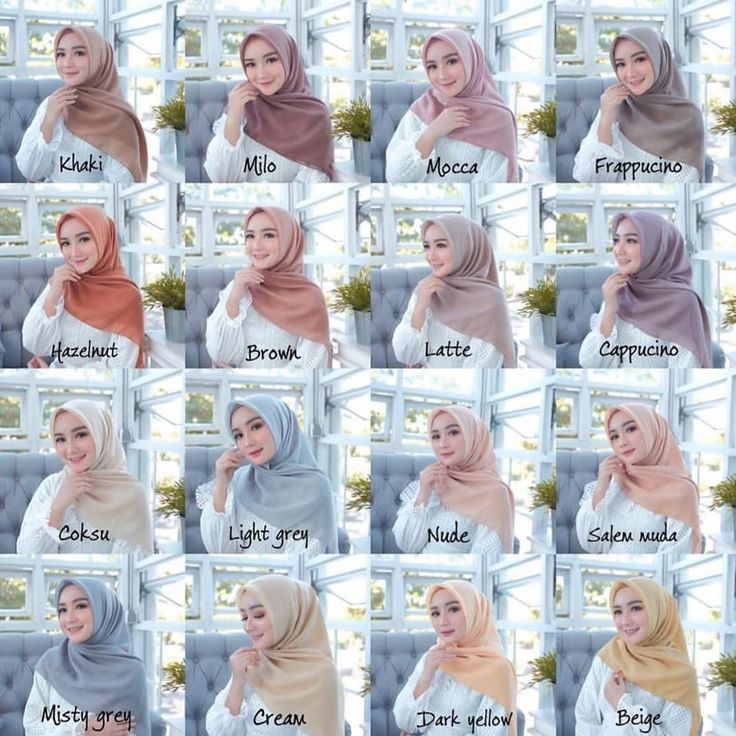 Khaki
Milo
Mocca
Frappucino
Hazelnut
Brown
Latte
Cappucino
Coksu
Light grey
Nude
Salem muda
Misty grey
Cream
Dark yellow
Beige